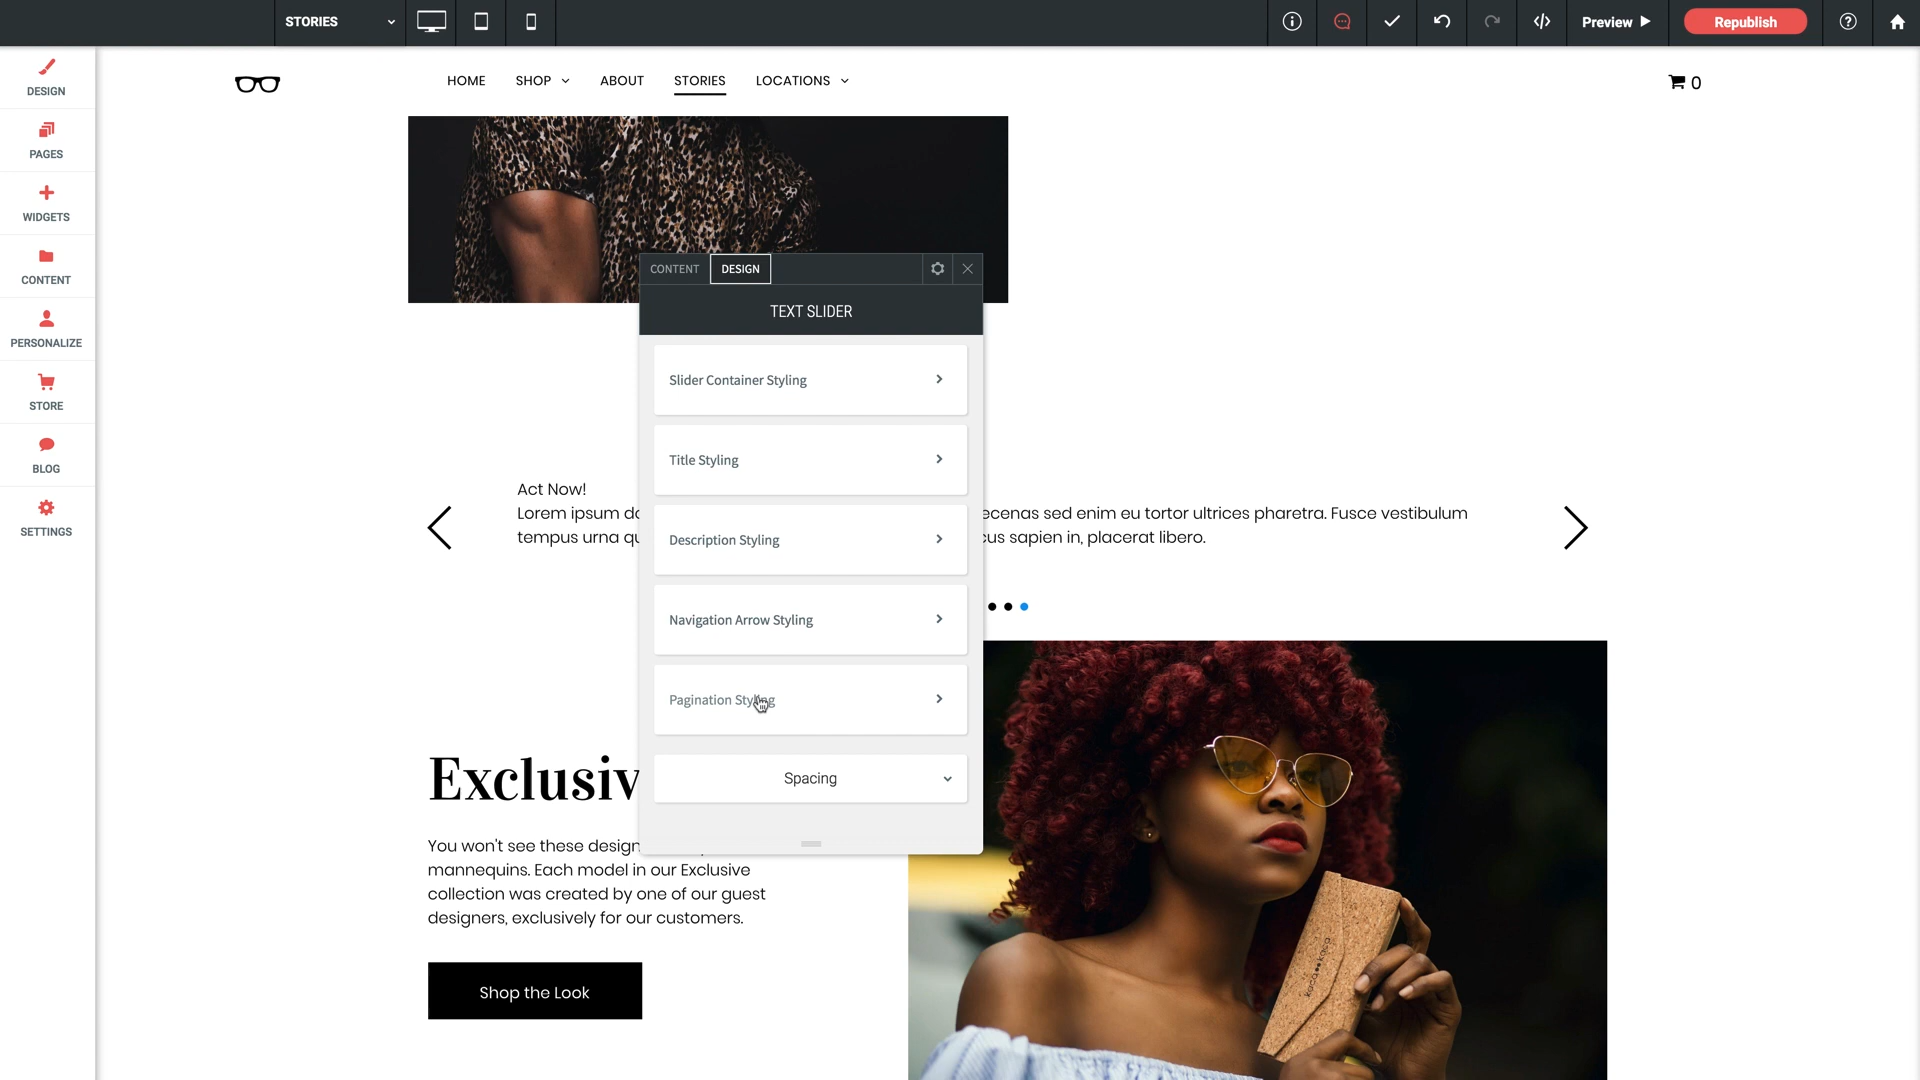 STORIES
Preview
Republish
DESIGN
PAGES
WIDGETS
CONTENT
PERSONALIZE
STORE
BLOG
SETTINGS
HOME SHOP ABOUT STORIES LOCATIONS
0
CONTENT DESIGN
TEXT SLIDER
Slider Container Styling
Title Styling
Description Styling
Navigation Arrow Styling
Pagination Styling
Spacing
Act Now!
Lorem ipsum ecenas sed enim eu tortor ultrices pharetra. Fusce vestibulum
tempus urna cus sapien in, placerat libero.
Exclusiv
You won't see these design
mannequins. Each model in our Exclusive
collection was created by one of our guest
designers, exclusively for our customers.
Shop the Look